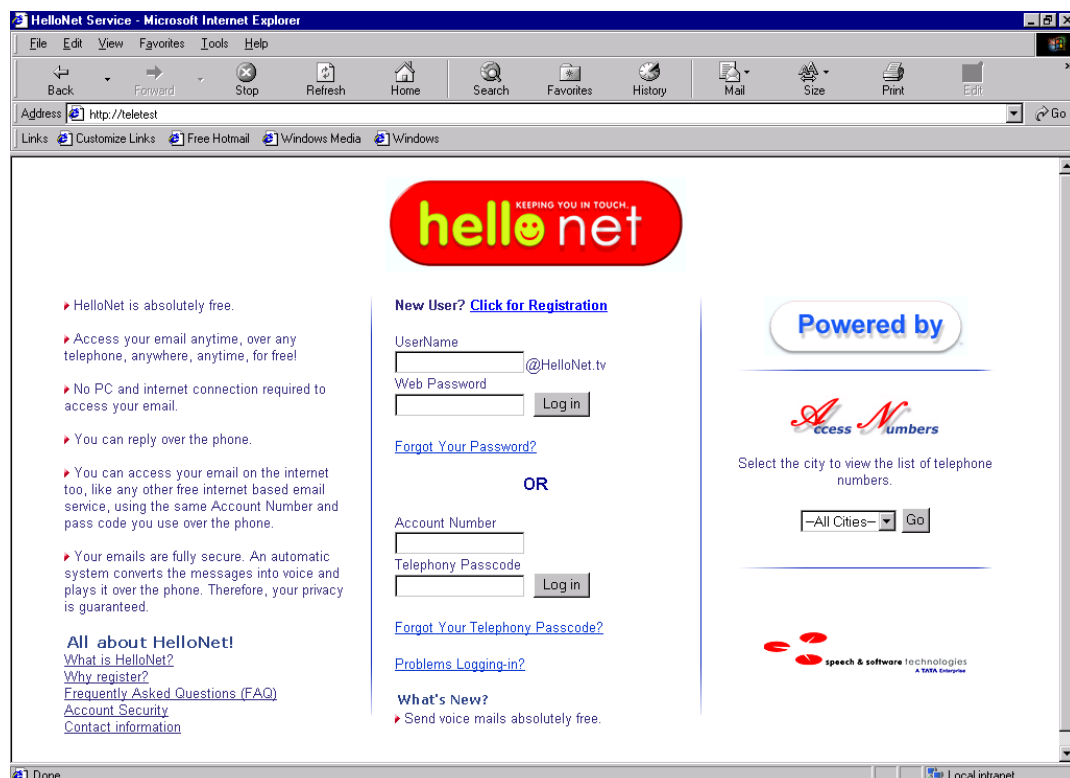 HelloNet Service - Microsoft Internet Explorer
File Edit View Favorites Tools Help
Back Forward Stop Refresh Home Search Favorites History Mail Size Print Edit
Address http://teletest Go
Links Customize Links Free Hotmail Windows Media Windows
KEEPING YOU IN TOUCH.
hello net
HelloNet is absolutely free.
Access your email anytime, over any
telephone, anywhere, anytime, for free!
No PC and internet connection required to
access your email.
You can reply over the phone.
You can access your email on the internet
too, like any other free internet based email
service, using the same Account Number and
pass code you use over the phone.
Your emails are fully secure. An automatic
system converts the messages into voice and
plays it over the phone. Therefore, your privacy
is guaranteed.
All about HelloNet!
What is HelloNet?
Why register?
Frequently Asked Questions (FAQ)
Account Security
Contact information
New User? Click for Registration
UserName
@HelloNet.tv
Web Password
Log in
Forgot Your Password?
OR
Account Number
Telephony Passcode
Log in
Forgot Your Telephony Passcode?
Problems Logging-in?
What's New?
Send voice mails absolutely free.
Powered by
Access Numbers
Select the city to view the list of telephone
numbers.
--All Cities-- Go
speech & software technologies
A TATA Enterprise
Done Local intranet